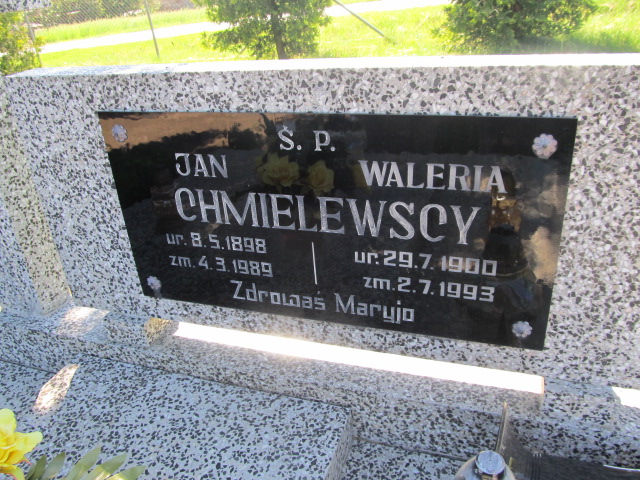 Ś. P.
JAN WALERIA
CHMIELEWSCY
ur. 8.5.1898 ur. 29.7.1900
zm. 4.3.1989 zm. 2.7.1993
Zdrowaś Maryjo